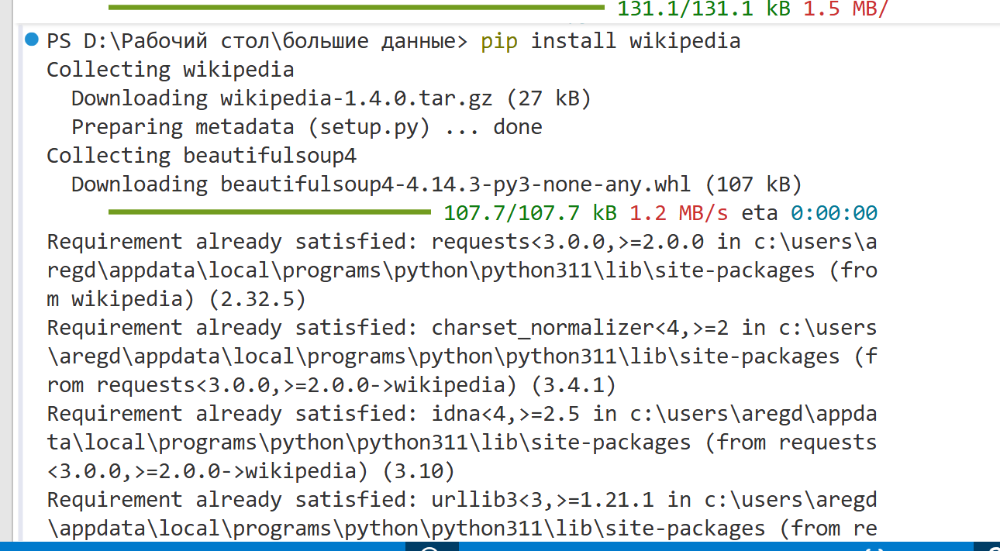 131.1/131.1 kB 1.5 MB/
PS D:\Рабочий стол\большие данные> pip install wikipedia
Collecting wikipedia
  Downloading wikipedia-1.4.0.tar.gz (27 kB)
  Preparing metadata (setup.py) ... done
Collecting beautifulsoup4
  Downloading beautifulsoup4-4.14.3-py3-none-any.whl (107 kB)
107.7/107.7 kB 1.2 MB/s eta 0:00:00
Requirement already satisfied: requests<3.0.0,>=2.0.0 in c:\users\a
regd\appdata\local\programs\python\python311\lib\site-packages (fro
m wikipedia) (2.32.5)
Requirement already satisfied: charset_normalizer<4,>=2 in c:\users
\aregd\appdata\local\programs\python\python311\lib\site-packages (f
rom requests<3.0.0,>=2.0.0->wikipedia) (3.4.1)
Requirement already satisfied: idna<4,>=2.5 in c:\users\aregd\appda
ta\local\programs\python\python311\lib\site-packages (from requests
<3.0.0,>=2.0.0->wikipedia) (3.10)
Requirement already satisfied: urllib3<3,>=1.21.1 in c:\users\aregd
\appdata\local\programs\python\python311\lib\site-packages (from re